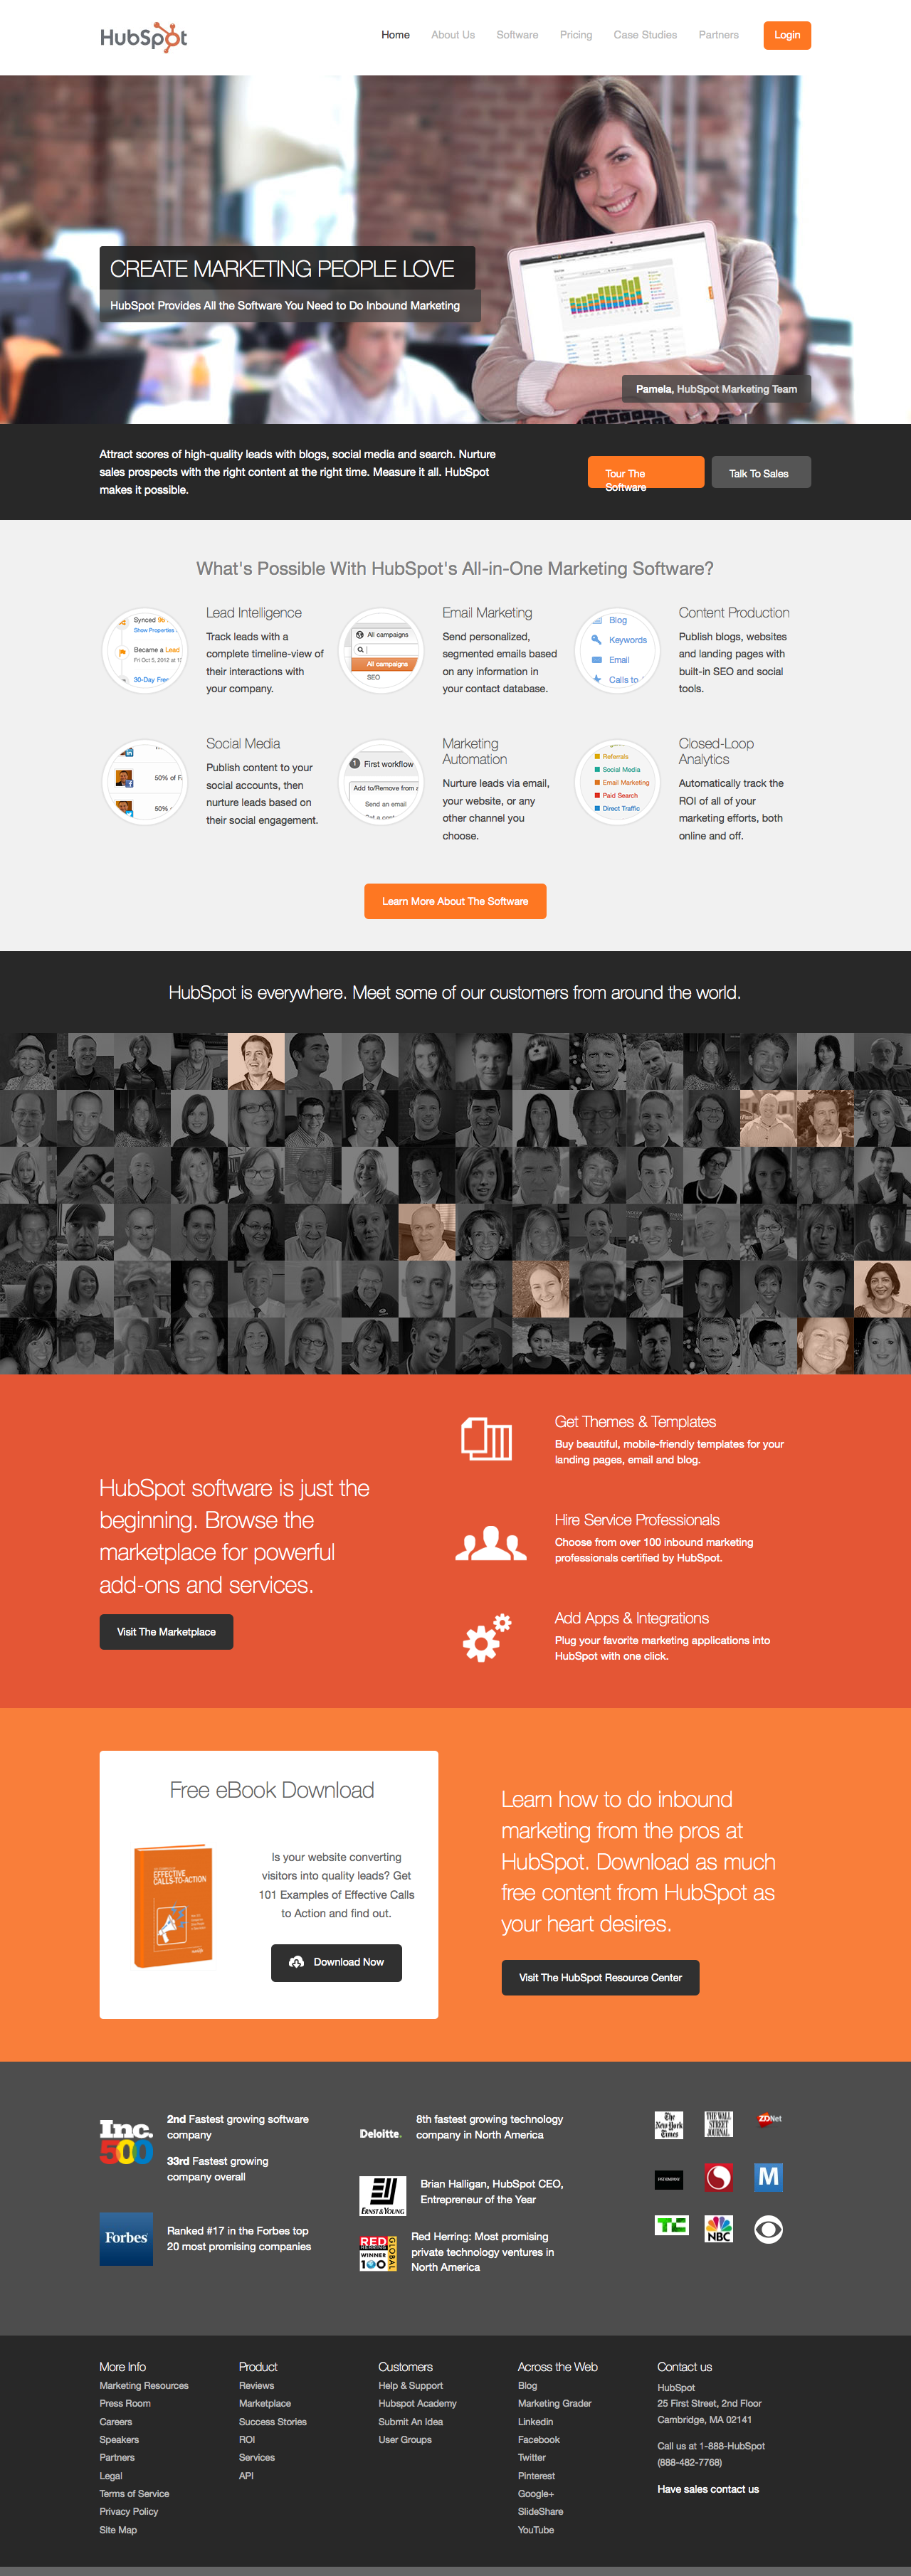 HubSpot
Home
About Us
Software
Pricing
Case Studies
Partners
Login
CREATE MARKETING PEOPLE LOVE
HubSpot Provides All the Software You Need to Do Inbound Marketing
Pamela, HubSpot Marketing Team
Attract scores of high-quality leads with blogs, social media and search. Nurture
sales prospects with the right content at the right time. Measure it all. HubSpot
makes it possible.
Tour The
Software
Talk To Sales
What's Possible With HubSpot's All-in-One Marketing Software?
Synced
Show Properties
Became a Lead
Fri Oct 5, 2012 at
Lead Intelligence
Track leads with a
complete timeline-view of
their interactions with
your company.
All campaigns
All campaigns
SEO
Email Marketing
Send personalized,
segmented emails based
on any information in
your contact database.
Blog
Keywords
Email
Calls to
Content Production
Publish blogs, websites
and landing pages with
built-in SEO and social
tools.
50% of
50%
Social Media
Publish content to your
social accounts, then
nurture leads based on
their social engagement.
1 First workflow
Add to/Remove from
Send an email
Marketing
Automation
Nurture leads via email,
your website, or any
other channel you
choose.
Referrals
Social Media
Email Marketing
Paid Search
Direct Traffic
Closed-Loop
Analytics
Automatically track the
ROI of all of your
marketing efforts, both
online and off.
Learn More About The Software
HubSpot is everywhere. Meet some of our customers from around the world.
HubSpot software is just the
beginning. Browse the
marketplace for powerful
add-ons and services.
Visit The Marketplace
Get Themes & Templates
Buy beautiful, mobile-friendly templates for your
landing pages, email and blog.
Hire Service Professionals
Choose from over 100 inbound marketing
professionals certified by HubSpot.
Add Apps & Integrations
Plug your favorite marketing applications into
HubSpot with one click.
Free eBook Download
EFFECTIVE
CALLS-TO-ACTION
Is your website converting
visitors into quality leads? Get
101 Examples of Effective Calls
to Action and find out.
Download Now
Learn how to do inbound
marketing from the pros at
HubSpot. Download as much
free content from HubSpot as
your heart desires.
Visit The HubSpot Resource Center
Inc.
500
2nd Fastest growing software
company
33rd Fastest growing
company overall
Forbes
Ranked #17 in the Forbes top
20 most promising companies
Deloitte.
8th fastest growing technology
company in North America
ERNST & YOUNG
Brian Halligan, HubSpot CEO,
Entrepreneur of the Year
RED
HERRING
WINNER
100
GLOBAL
Red Herring: Most promising
private technology ventures in
North America
The
New York
Times
THE WALL
STREET
JOURNAL
ZDNet
M
TC
NBC
More Info
Marketing Resources
Press Room
Careers
Speakers
Partners
Legal
Terms of Service
Privacy Policy
Site Map
Product
Reviews
Marketplace
Success Stories
ROI
Services
API
Customers
Help & Support
Hubspot Academy
Submit An Idea
User Groups
Across the Web
Blog
Marketing Grader
Linkedin
Facebook
Twitter
Pinterest
Google+
SlideShare
YouTube
Contact us
HubSpot
25 First Street, 2nd Floor
Cambridge, MA 02141
Call us at 1-888-HubSpot
(888-482-7768)
Have sales contact us